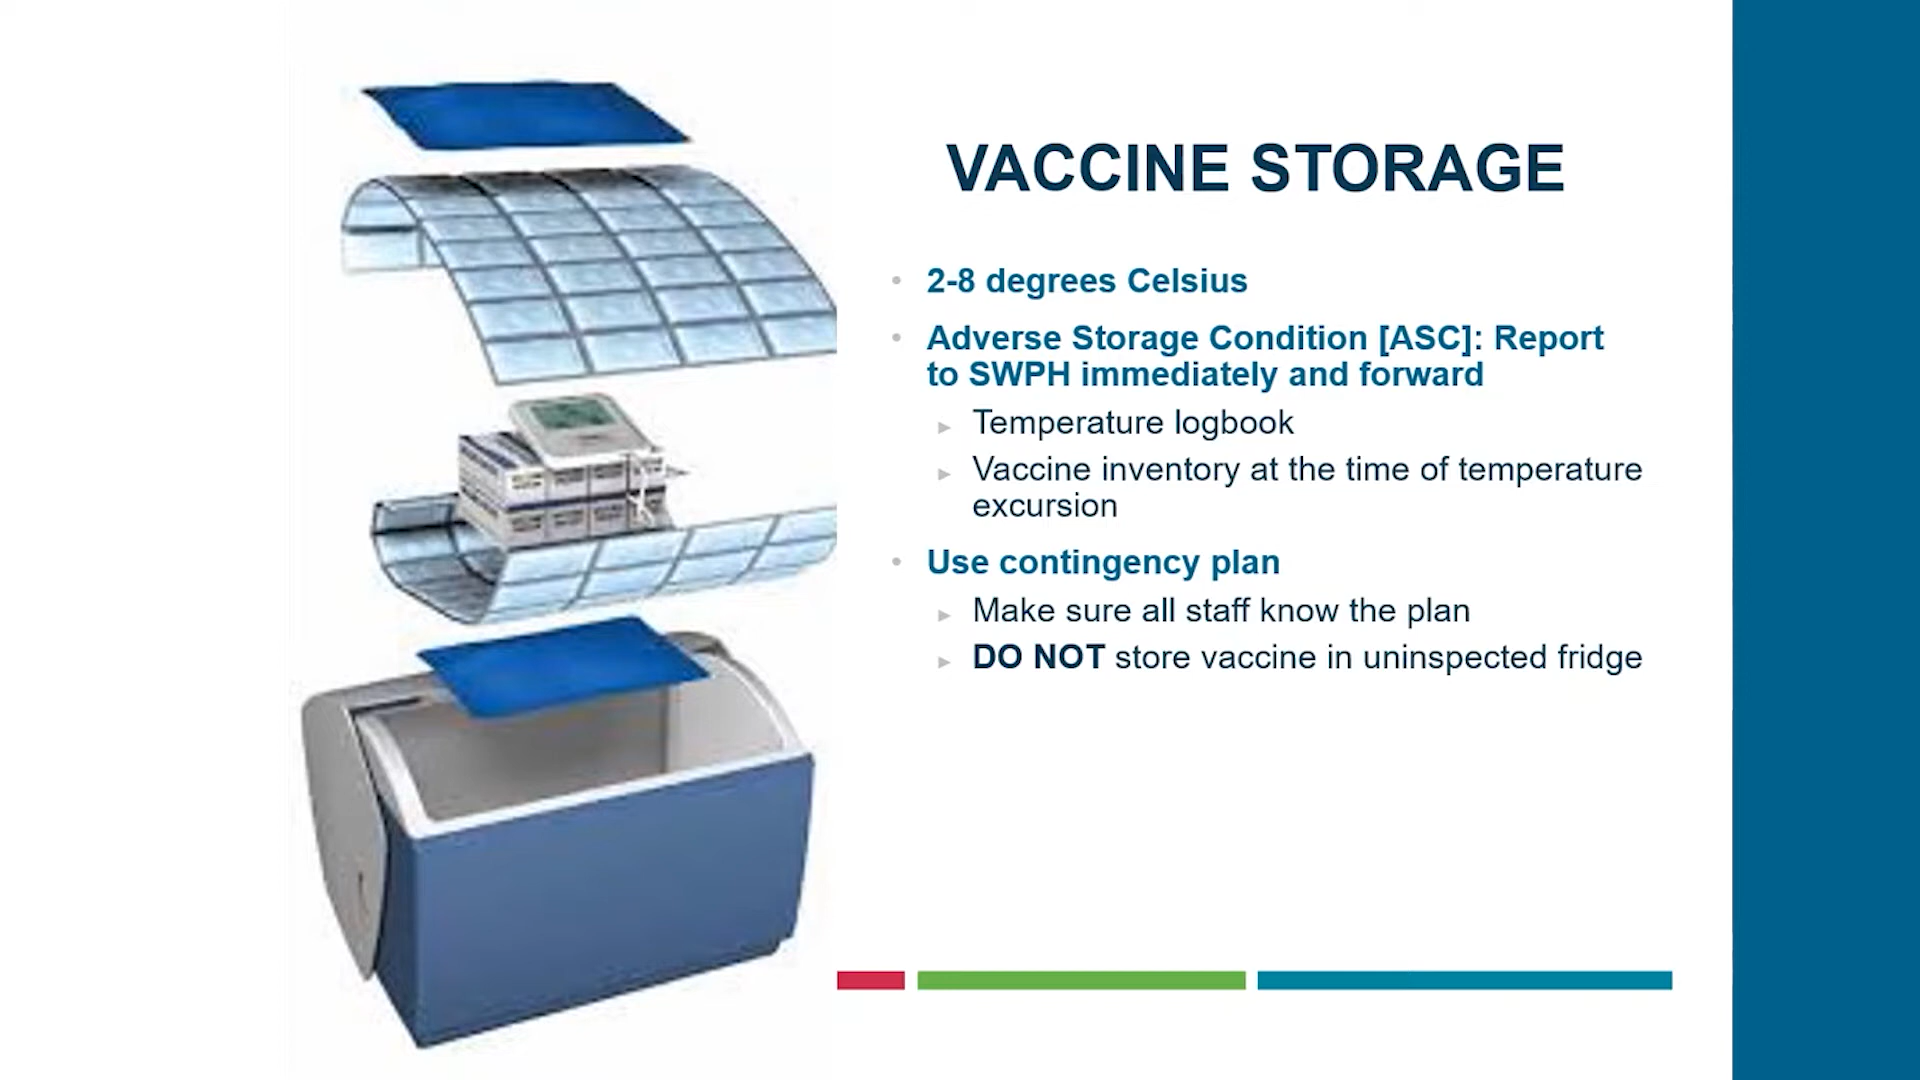 VACCINE STORAGE
• 2-8 degrees Celsius
• Adverse Storage Condition [ASC]: Report
to SWPH immediately and forward
▸ Temperature logbook
▸ Vaccine inventory at the time of temperature
excursion
• Use contingency plan
▸ Make sure all staff know the plan
▸ DO NOT store vaccine in uninspected fridge